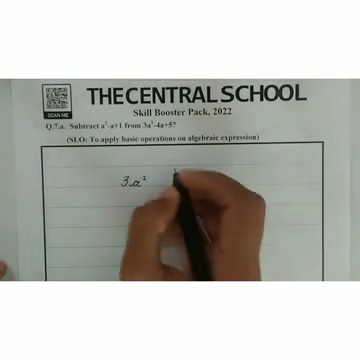 THE CENTRAL SCHOOL
SCAN ME
Skill Booster Pack, 2022
Q.7.a. Subtract a²-a+1 from 3a²-4a+5?
(SLO: To apply basic operations on algebraic expression)
3a²